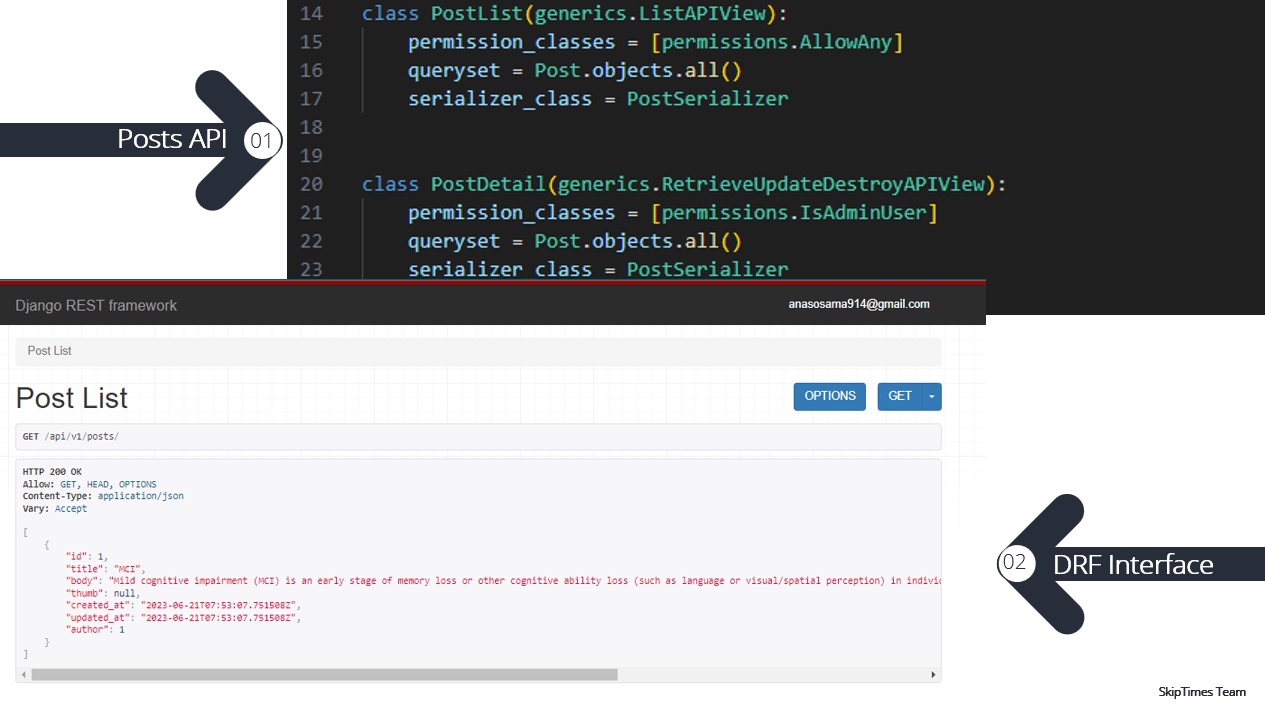 14 class PostList(generics.ListAPIView):
15 permission_classes = [permissions.AllowAny]
16 queryset = Post.objects.all()
17 serializer_class = PostSerializer
18
19
20 class PostDetail(generics.RetrieveUpdateDestroyAPIView):
21 permission_classes = [permissions.IsAdminUser]
22 queryset = Post.objects.all()
23 serializer_class = PostSerializer
Posts API 01
Django REST framework anasosama914@gmail.com
Post List
Post List OPTIONS GET
GET /api/v1/posts/
HTTP 200 OK
Allow: GET, HEAD, OPTIONS
Content-Type: application/json
Vary: Accept
[
{
"id": 1,
"title": "MCI",
"body": "Mild cognitive impairment (MCI) is an early stage of memory loss or other cognitive ability loss (such as language or visual/spatial perception) in indivi
"thumb": null,
"created_at": "2023-06-21T07:53:07.751508Z",
"updated_at": "2023-06-21T07:53:07.751508Z",
"author": 1
}
]
02 DRF Interface
SkipTimes Team